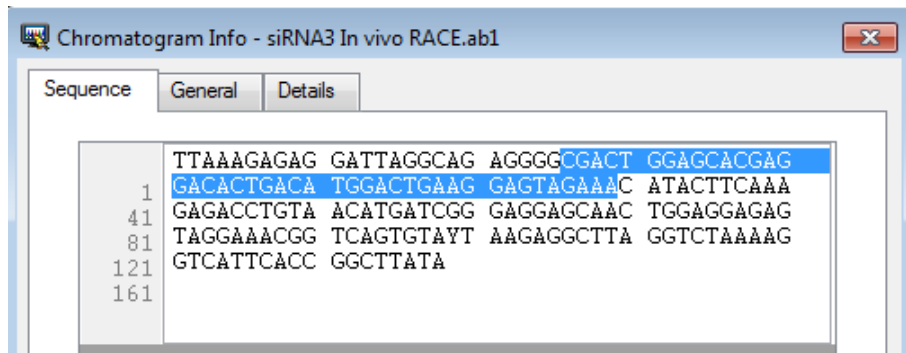 Chromatogram Info - siRNA3 In vivo RACE.ab1
Sequence General Details
TTAAAGAGAG GATTAGGCAG AGGGGCGACT GGAGCACGAG
1 GACACTGACA TGGACTGAAG GAGTAGAAAC ATACTTCAAA
41 GAGACCTGTA ACATGATCGG GAGGAGCAAC TGGAGGAGAG
81 TAGGAAACGG TCAGTGTAYT AAGAGGCTTA GGTCTAAAAG
121 GTCATTCACC GGCTTATA
161